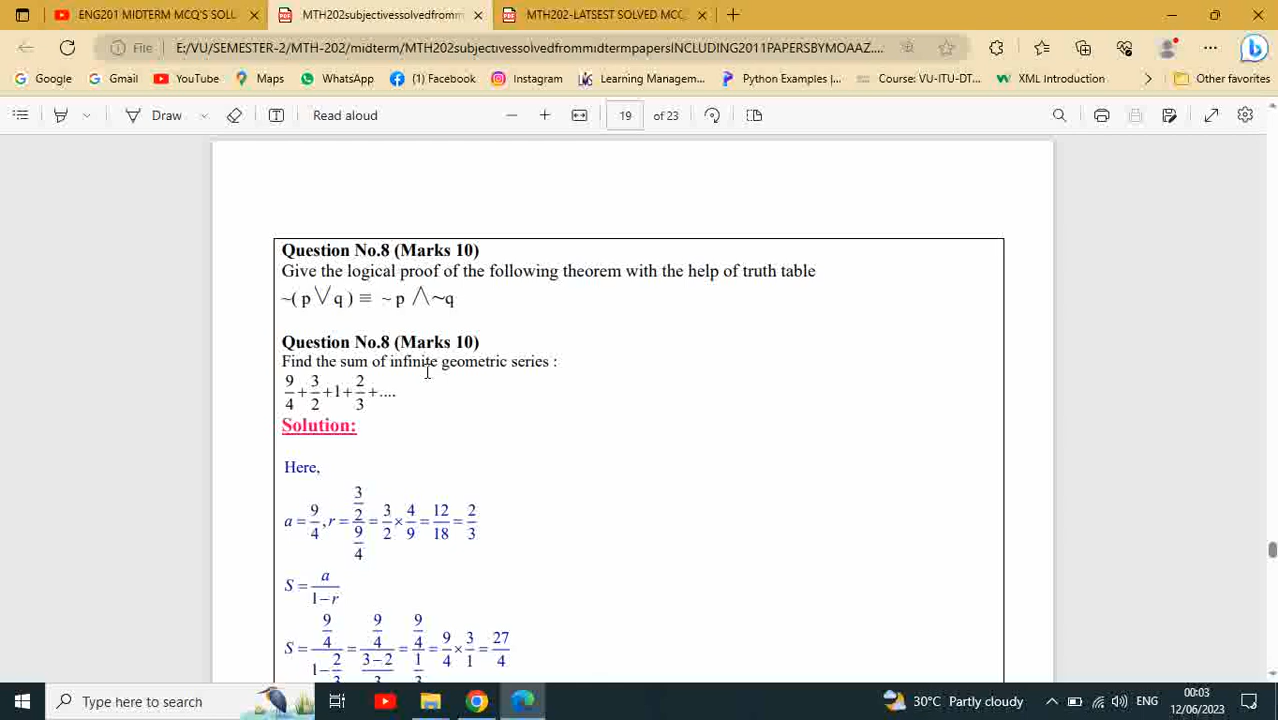 ENG201 MIDTERM MCQ'S SOLU
MTH202subjectivessolvedfrommi
MTH202-LATSEST SOLVED MCQ
File
E:/VU/SEMESTER-2/MTH-202/midterm/MTH202subjectivessolvedfrommidtermpapersINCLUDING2011PAPERSBYMOAAZ....
Google
Gmail
YouTube
Maps
WhatsApp
(1) Facebook
Instagram
Learning Managem...
Python Examples |...
Course: VU-ITU-DT...
XML Introduction
Other favorites
Draw
Read aloud
19 of 23
Question No.8 (Marks 10)
Give the logical proof of the following theorem with the help of truth table
~( p ∨ q ) ≡ ~ p ∧ ~q
Question No.8 (Marks 10)
Find the sum of infinite geometric series :
9/4 + 3/2 + 1 + 2/3 + ....
Solution:
Here,
a = 9/4 , r = (3/2)/(9/4) = 3/2 × 4/9 = 12/18 = 2/3
S = a/(1−r)
S = (9/4)/(1−2/3) = (9/4)/((3−2)/3) = (9/4)/(1/3) = 9/4 × 3/1 = 27/4
Type here to search
30°C Partly cloudy
ENG
00:03
12/06/2023